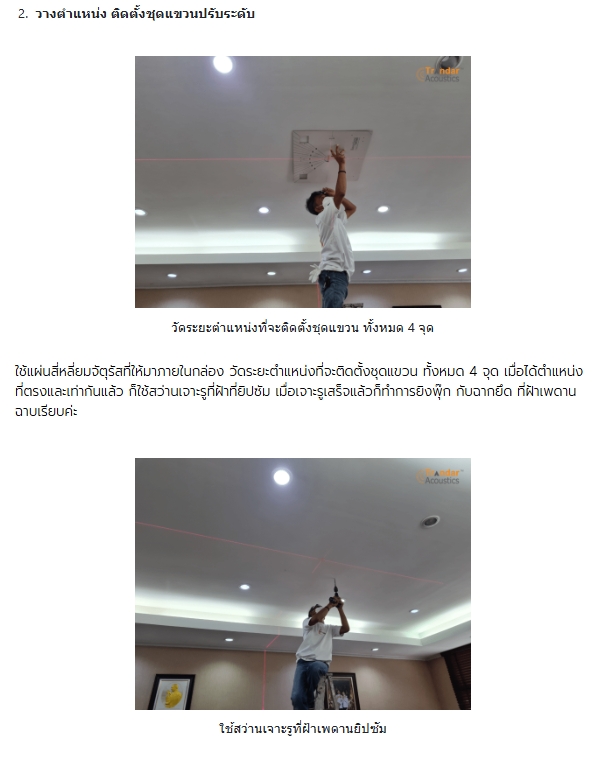 2. วางตำแหน่ง ติดตั้งชุดแขวนปรับระดับ
Trandar
Acoustics
วัดระยะตำแหน่งที่จะติดตั้งชุดแขวน ทั้งหมด 4 จุด
ใช้แผ่นสี่หลี่ยมจัตุรัสที่ให้มาภายในกล่อง วัดระยะตำแหน่งที่จะติดตั้งชุดแขวน ทั้งหมด 4 จุด เมื่อได้ตำแหน่ง
ที่ตรงและเท่ากันแล้ว ก็ใช้สว่านเจาะรูที่ฝ้าที่ยิปซัม เมื่อเจาะรูเสร็จแล้วก็ทำการยิงพุ๊ก กับฉากยึด ที่ฝ้าเพดาน
ฉาบเรียบค่ะ
Trandar
Acoustics
ใช้สว่านเจาะรูที่ฝ้าเพดานยิปซัม